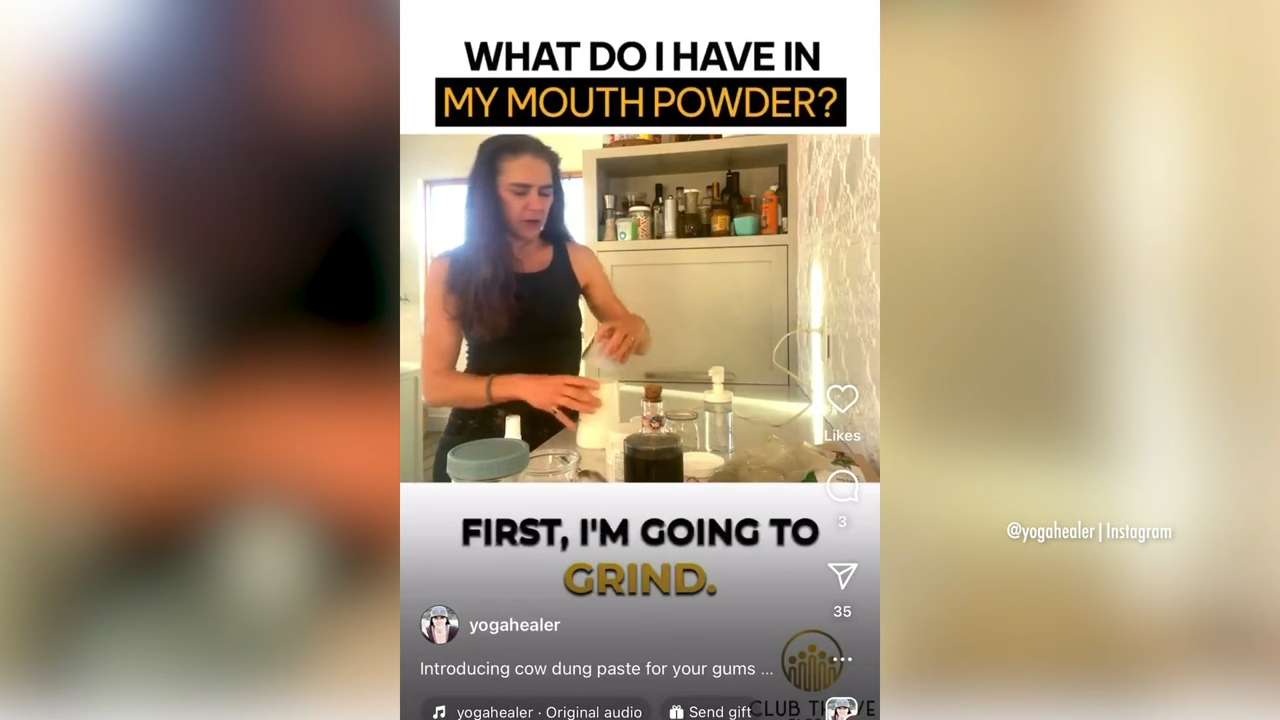 WHAT DO I HAVE IN
MY MOUTH POWDER?
Likes
3
@yogahealer | Instagram
FIRST, I'M GOING TO
GRIND.
35
yogahealer
Introducing cow dung paste for your gums ...
yogahealer · Original audio
Send gift